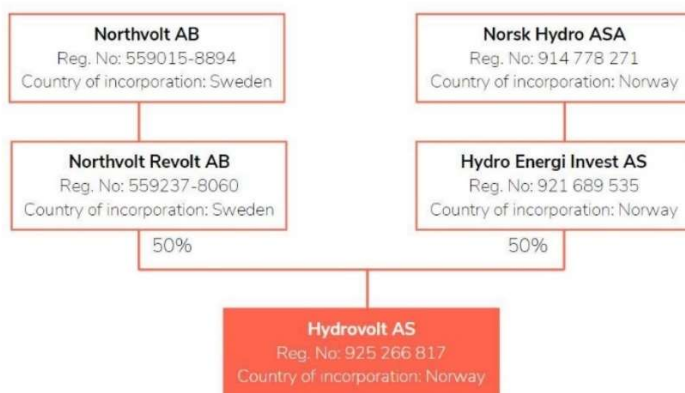 Northvolt AB
Reg. No: 559015-8894
Country of incorporation: Sweden
Norsk Hydro ASA
Reg. No: 914 778 271
Country of incorporation: Norway
Northvolt Revolt AB
Reg. No: 559237-8060
Country of incorporation: Sweden
Hydro Energi Invest AS
Reg. No: 921 689 535
Country of incorporation: Norway
50%
50%
Hydrovolt AS
Reg. No: 925 266 817
Country of incorporation: Norway